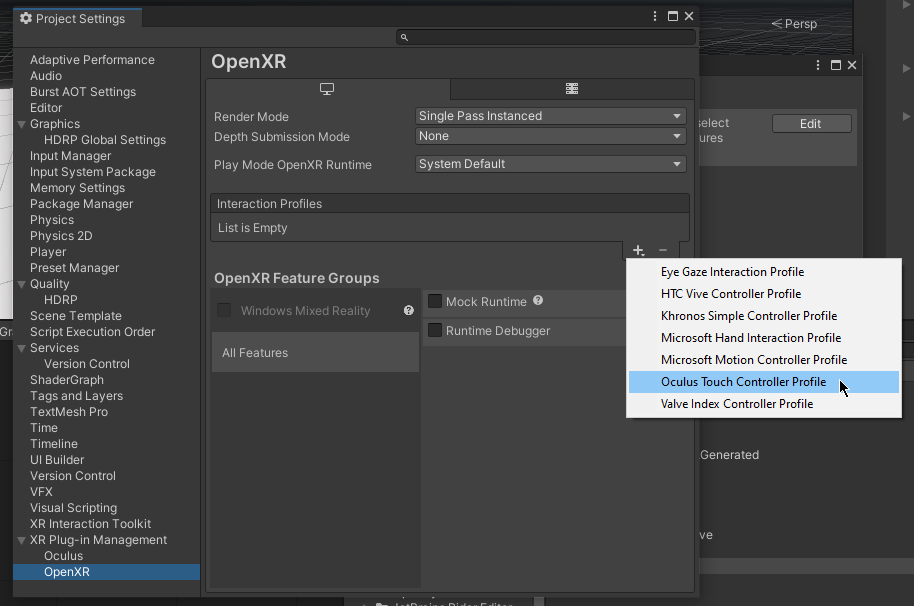 Project Settings
Persp
OpenXR
Adaptive Performance
Audio
Burst AOT Settings
Editor
Graphics
HDRP Global Settings
Input Manager
Input System Package
Memory Settings
Package Manager
Physics
Physics 2D
Player
Preset Manager
Quality
HDRP
Scene Template
Script Execution Order
Services
Version Control
ShaderGraph
Tags and Layers
TextMesh Pro
Time
Timeline
UI Builder
Version Control
VFX
Visual Scripting
XR Interaction Toolkit
XR Plug-in Management
Oculus
OpenXR
Render Mode Single Pass Instanced
Depth Submission Mode None
Play Mode OpenXR Runtime System Default
Interaction Profiles
List is Empty
OpenXR Feature Groups
Windows Mixed Reality
All Features
Mock Runtime
Runtime Debugger
elect
ures
Edit
Eye Gaze Interaction Profile
HTC Vive Controller Profile
Khronos Simple Controller Profile
Microsoft Hand Interaction Profile
Microsoft Motion Controller Profile
Oculus Touch Controller Profile
Valve Index Controller Profile
Generated
ve
Gr